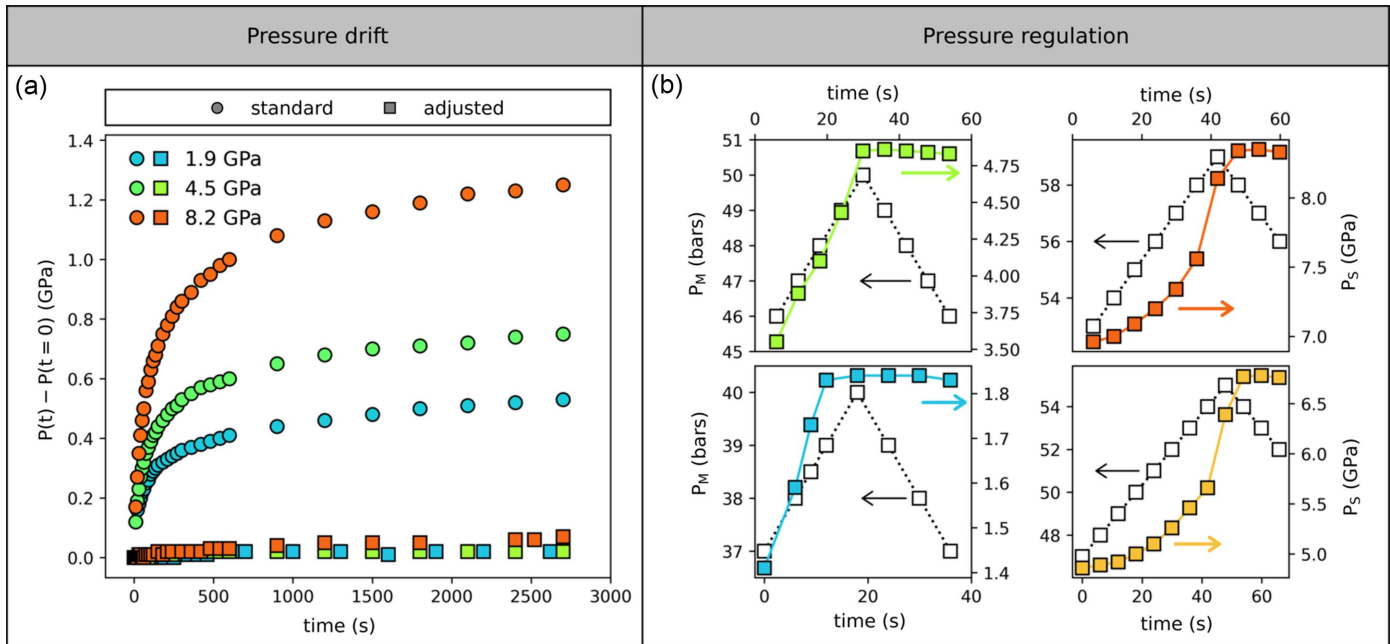 Pressure drift
Pressure regulation
(a)
standard
adjusted
1.4
1.2
1.0
0.8
0.6
0.4
0.2
0.0
P(t) − P(t = 0) (GPa)
1.9 GPa
4.5 GPa
8.2 GPa
0 500 1000 1500 2000 2500 3000
time (s)
(b)
time (s)
0 20 40 60
51
50
49
48
47
46
45
P_M (bars)
4.75
4.50
4.25
4.00
3.75
3.50
time (s)
0 20 40 60
58
56
54
8.0
7.5
7.0
P_S (GPa)
40
39
38
37
P_M (bars)
1.8
1.7
1.6
1.5
1.4
0 20 40
time (s)
54
52
50
48
6.5
6.0
5.5
5.0
P_S (GPa)
0 20 40 60
time (s)